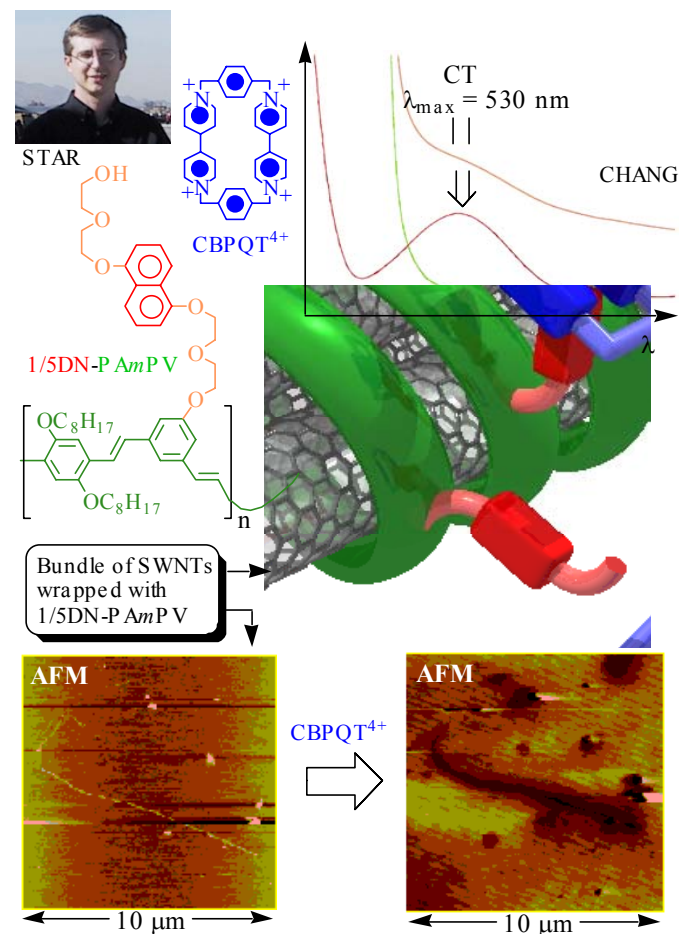 STAR
+ N N +
+ N N +
CBPQT4+
CT
λmax = 530 nm
CHANG
λ
OH
O
O
O
O
O
1/5DN-PAmPV
OC8H17
OC8H17
n
Bundle of SWNTs
wrapped with
1/5DN-PAmPV
AFM
CBPQT4+
AFM
10 μm
10 μm